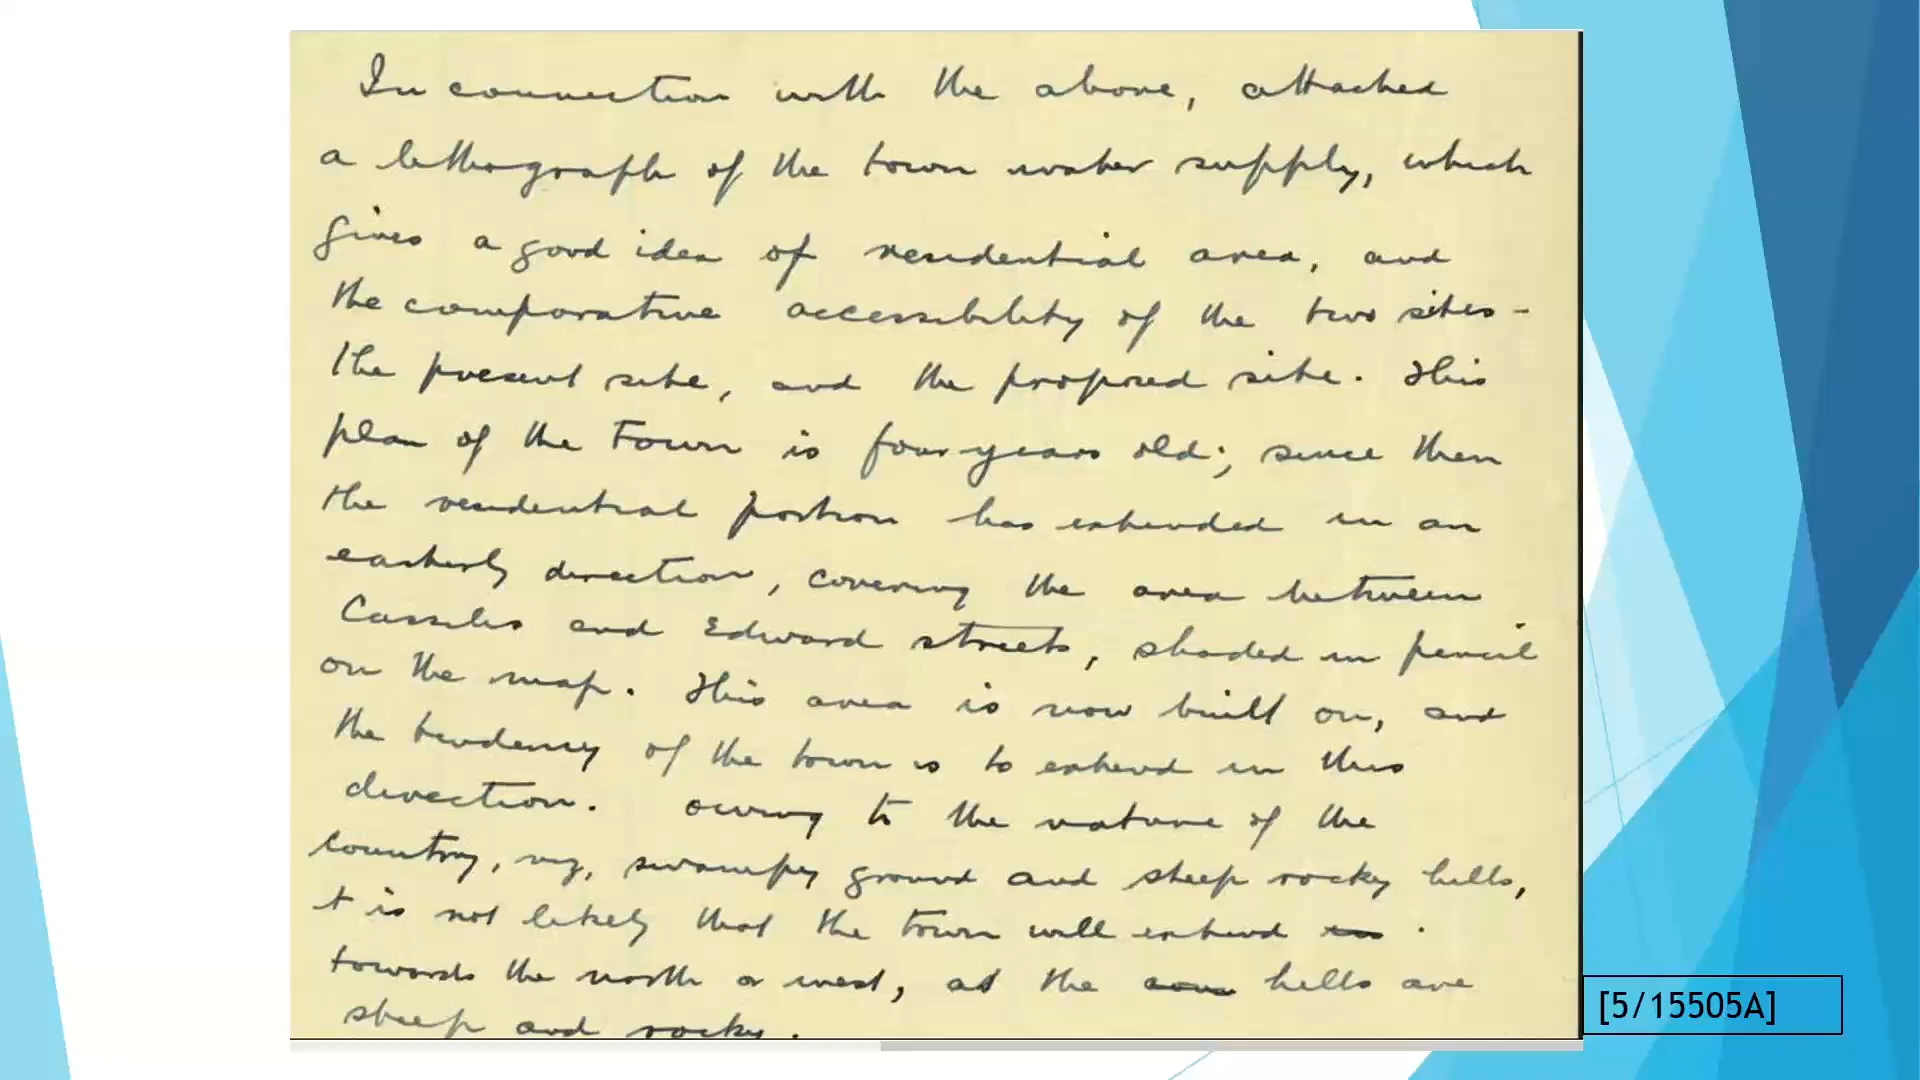 In connection with the above, attached
a lithograph of the town water supply, which
gives a good idea of residential area, and
the comparative accessibility of the two sites -
the present site, and the proposed site. This
plan of the town is four years old; since then
the residential portion has extended in an
easterly direction, covering the area between
Cassilis and Edward streets, shaded in pencil
on the map. This area is now built on, and
the tendency of the town is to extend in this
direction. Owing to the nature of the
country, viz, swampy ground and steep rocky hills,
it is not likely that the town will extend
towards the north or west, as the hills are
steep and rocky.
[5/15505A]